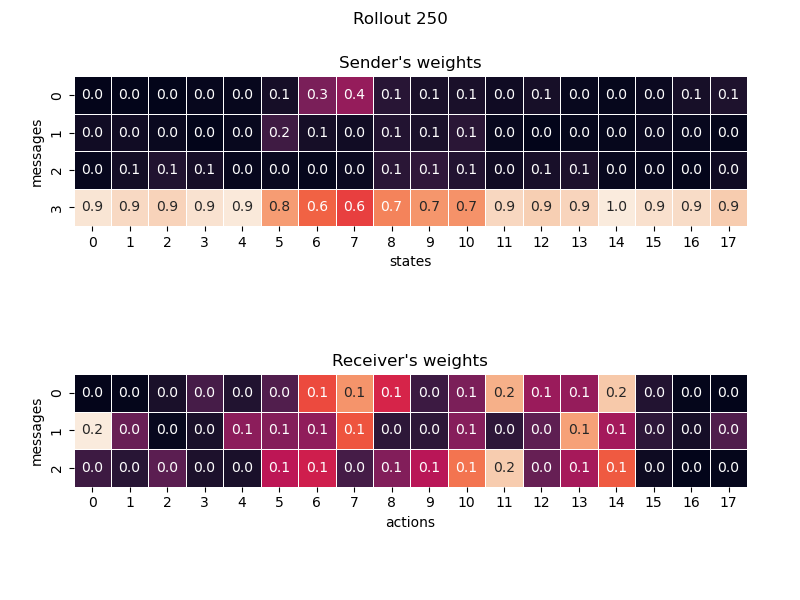 Rollout 250
Sender's weights
0 0.0 0.0 0.0 0.0 0.0 0.1 0.3 0.4 0.1 0.1 0.1 0.0 0.1 0.0 0.0 0.0 0.1 0.1
1 0.0 0.0 0.0 0.0 0.0 0.2 0.1 0.0 0.1 0.1 0.1 0.0 0.0 0.0 0.0 0.0 0.0 0.0
2 0.0 0.1 0.1 0.1 0.0 0.0 0.0 0.0 0.1 0.1 0.1 0.0 0.1 0.1 0.0 0.0 0.0 0.0
3 0.9 0.9 0.9 0.9 0.9 0.8 0.6 0.6 0.7 0.7 0.7 0.9 0.9 0.9 1.0 0.9 0.9 0.9
messages
0 1 2 3 4 5 6 7 8 9 10 11 12 13 14 15 16 17
states
Receiver's weights
0 0.0 0.0 0.0 0.0 0.0 0.0 0.1 0.1 0.1 0.0 0.1 0.2 0.1 0.1 0.2 0.0 0.0 0.0
1 0.2 0.0 0.0 0.0 0.1 0.1 0.1 0.1 0.0 0.0 0.1 0.0 0.0 0.1 0.1 0.0 0.0 0.0
2 0.0 0.0 0.0 0.0 0.0 0.1 0.1 0.0 0.1 0.1 0.1 0.2 0.0 0.1 0.1 0.0 0.0 0.0
messages
0 1 2 3 4 5 6 7 8 9 10 11 12 13 14 15 16 17
actions